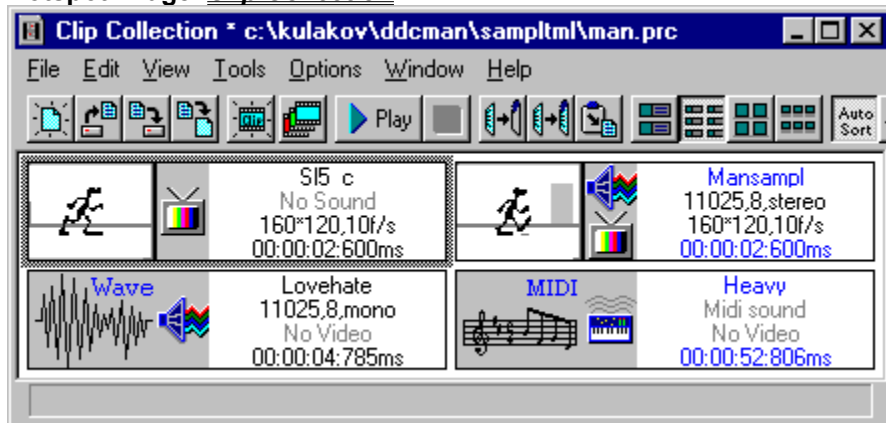 Clip Collection * c:\kulakov\ddcman\sampltml\man.prc
File Edit View Tools Options Window Help
Clip
Play
Auto
Sort
SI5 c
No Sound
160*120,10f/s
00:00:02:600ms
Mansampl
11025,8,stereo
160*120,10f/s
00:00:02:600ms
Wave
Lovehate
11025,8,mono
No Video
00:00:04:785ms
MIDI
Heavy
Midi sound
No Video
00:00:52:806ms